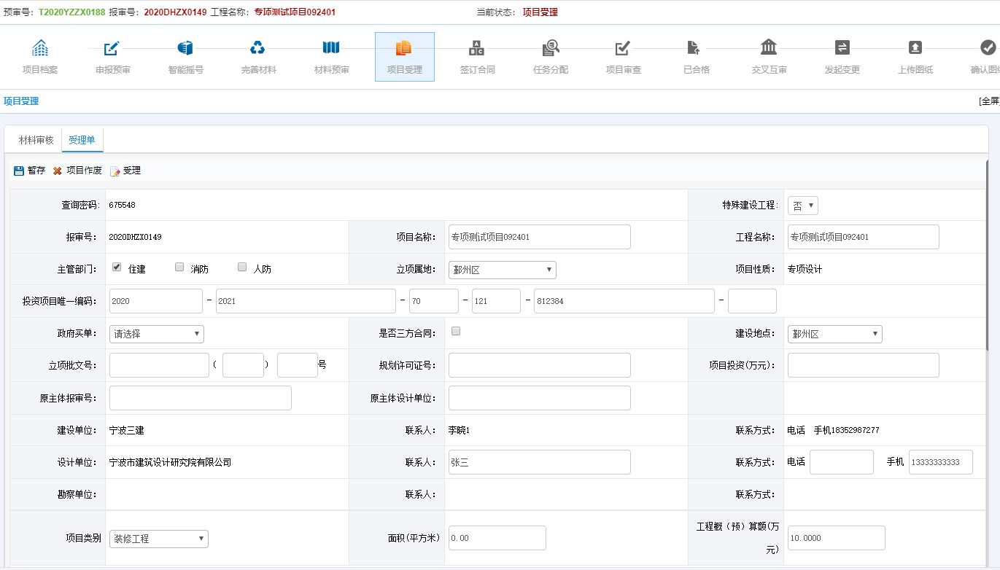 预审号: T2020YZZX0188 报审号: 2020DHZX0149 工程名称: 专项测试项目092401 当前状态: 项目受理
项目档案 申报预审 智能摇号 完善材料 材料预审 项目受理 签订合同 任务分配 项目审查 已合格 交叉互审 发起变更 上传图纸 确认图
项目受理 [全屏
材料审核 受理单
暂存 项目作废 受理
查询密码: 675548 特殊建设工程: 否
报审号: 2020DHZX0149 项目名称: 专项测试项目092401 工程名称: 专项测试项目092401
主管部门: 住建 消防 人防 立项属地: 鄞州区 项目性质: 专项设计
投资项目唯一编码: 2020 - 2021 - 70 - 121 - 812384 -
政府买单: 请选择 是否三方合同: 建设地点: 鄞州区
立项批文号: ( ) 号 规划许可证号: 项目投资(万元):
原主体报审号: 原主体设计单位:
建设单位: 宁波三建 联系人: 李晓1 联系方式: 电话 手机18352987277
设计单位: 宁波市建筑设计研究院有限公司 联系人: 张三 联系方式: 电话 手机 13333333333
勘察单位: 联系人: 联系方式:
项目类别 装修工程 面积(平方米) 0.00 工程概（预）算额(万
元) 10.0000